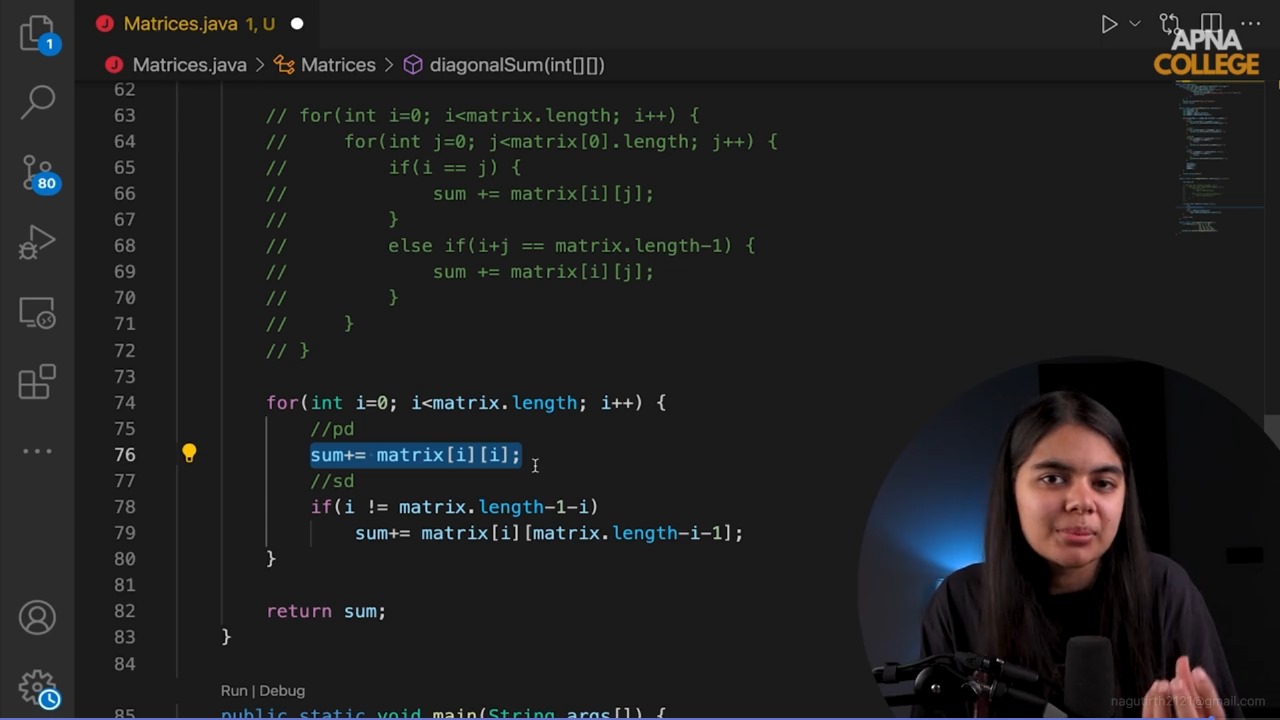 1
Matrices.java 1, U
APNA
COLLEGE
Matrices.java > Matrices > diagonalSum(int[][])
62
63 // for(int i=0; i<matrix.length; i++) {
64 // for(int j=0; j<matrix[0].length; j++) {
65 // if(i == j) {
66 // sum += matrix[i][j];
67 // }
80
68 // else if(i+j == matrix.length-1) {
69 // sum += matrix[i][j];
70 // }
71 // }
72 // }
73
74 for(int i=0; i<matrix.length; i++) {
75 //pd
76 sum+= matrix[i][i];
77 //sd
78 if(i != matrix.length-1-i)
79 sum+= matrix[i][matrix.length-i-1];
80 }
81
82 return sum;
83 }
84
Run | Debug
85 public static void main(String args[]) {